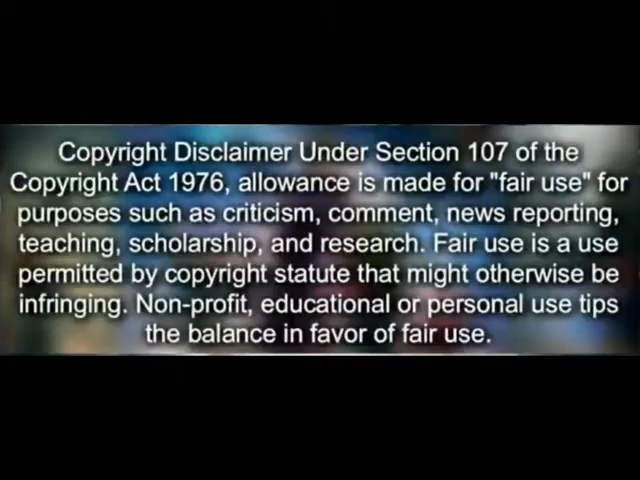 Copyright Disclaimer Under Section 107 of the
Copyright Act 1976, allowance is made for "fair use" for
purposes such as criticism, comment, news reporting,
teaching, scholarship, and research. Fair use is a use
permitted by copyright statute that might otherwise be
infringing. Non-profit, educational or personal use tips
the balance in favor of fair use.